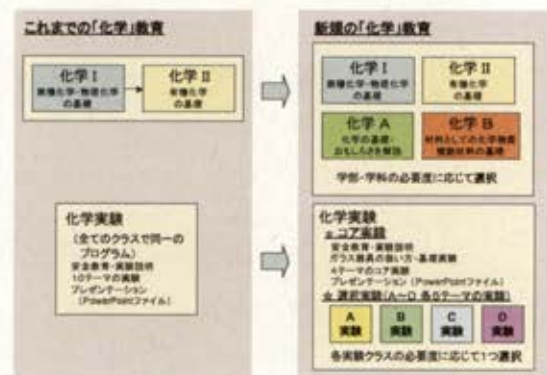 これまでの「化学」教育
化学Ⅰ
無機化学・物理化学
の基礎
化学Ⅱ
有機化学
の基礎
化学実験
(全てのクラスで同一の
プログラム)
安全教育・実験説明
10テーマの実験
プレゼンテーション
(PowerPointファイル)
新規の「化学」教育
化学Ⅰ
無機化学・物理化学
の基礎
化学Ⅱ
有機化学
の基礎
化学 A
化学の基礎・
おもしろさを解説
化学 B
材料としての化学物質
機能材料の基礎
学部・学科の必要度に応じて選択
化学実験
コア実験
安全教育・実験説明
ガラス器具の扱い方・基礎実験
4テーマのコア実験
プレゼンテーション(PowerPointファイル)
☆ 選択実験(A~D 各5テーマの実験)
A
実験
B
実験
C
実験
D
実験
各実験クラスの必要度に応じて1つ選択